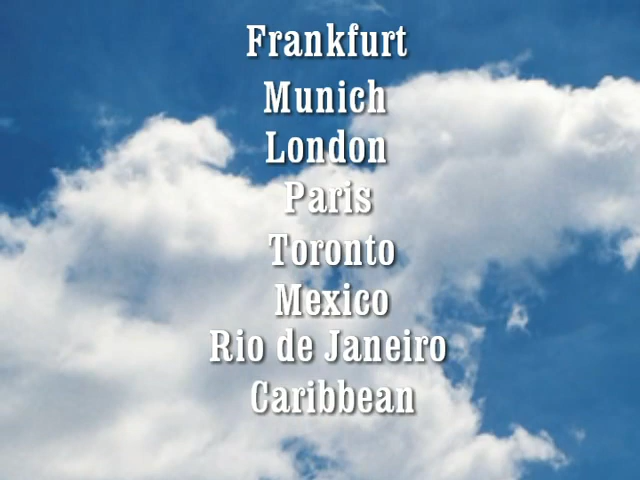 Frankfurt
Munich
London
Paris
Toronto
Mexico
Rio de Janeiro
Caribbean